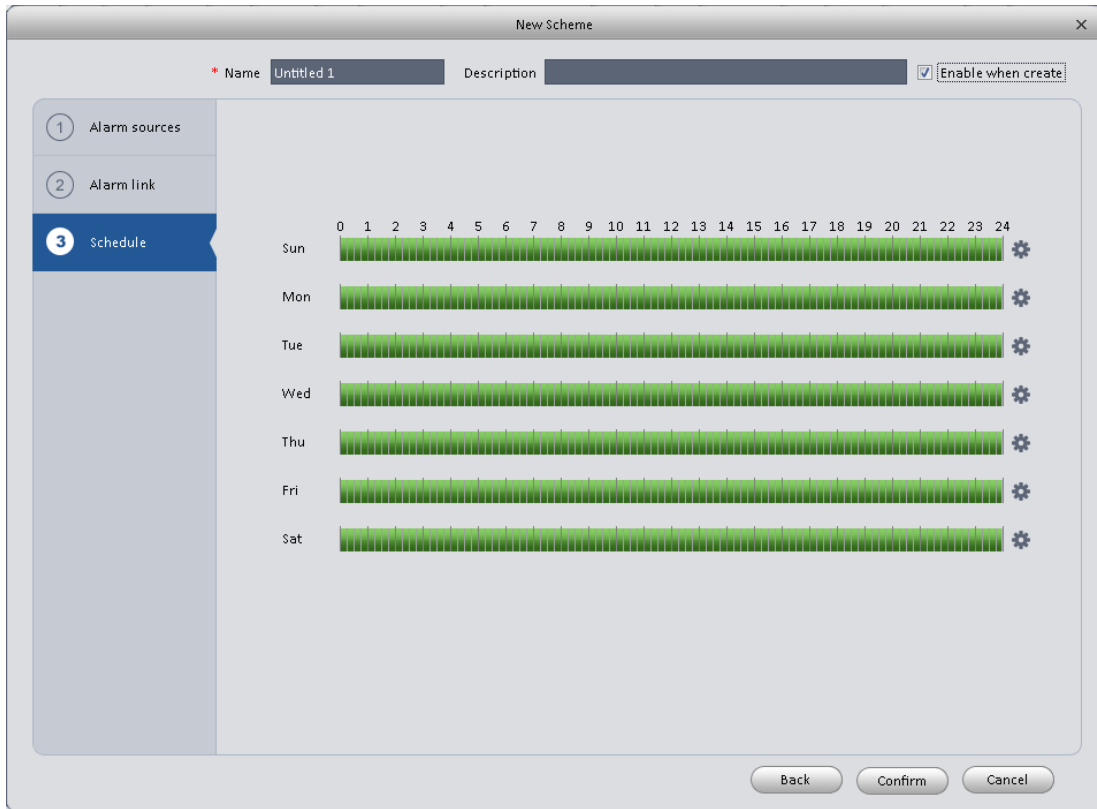 New Scheme
* Name Untitled 1 Description Enable when create
1 Alarm sources
2 Alarm link
3 Schedule
0 1 2 3 4 5 6 7 8 9 10 11 12 13 14 15 16 17 18 19 20 21 22 23 24
Sun
Mon
Tue
Wed
Thu
Fri
Sat
Back Confirm Cancel